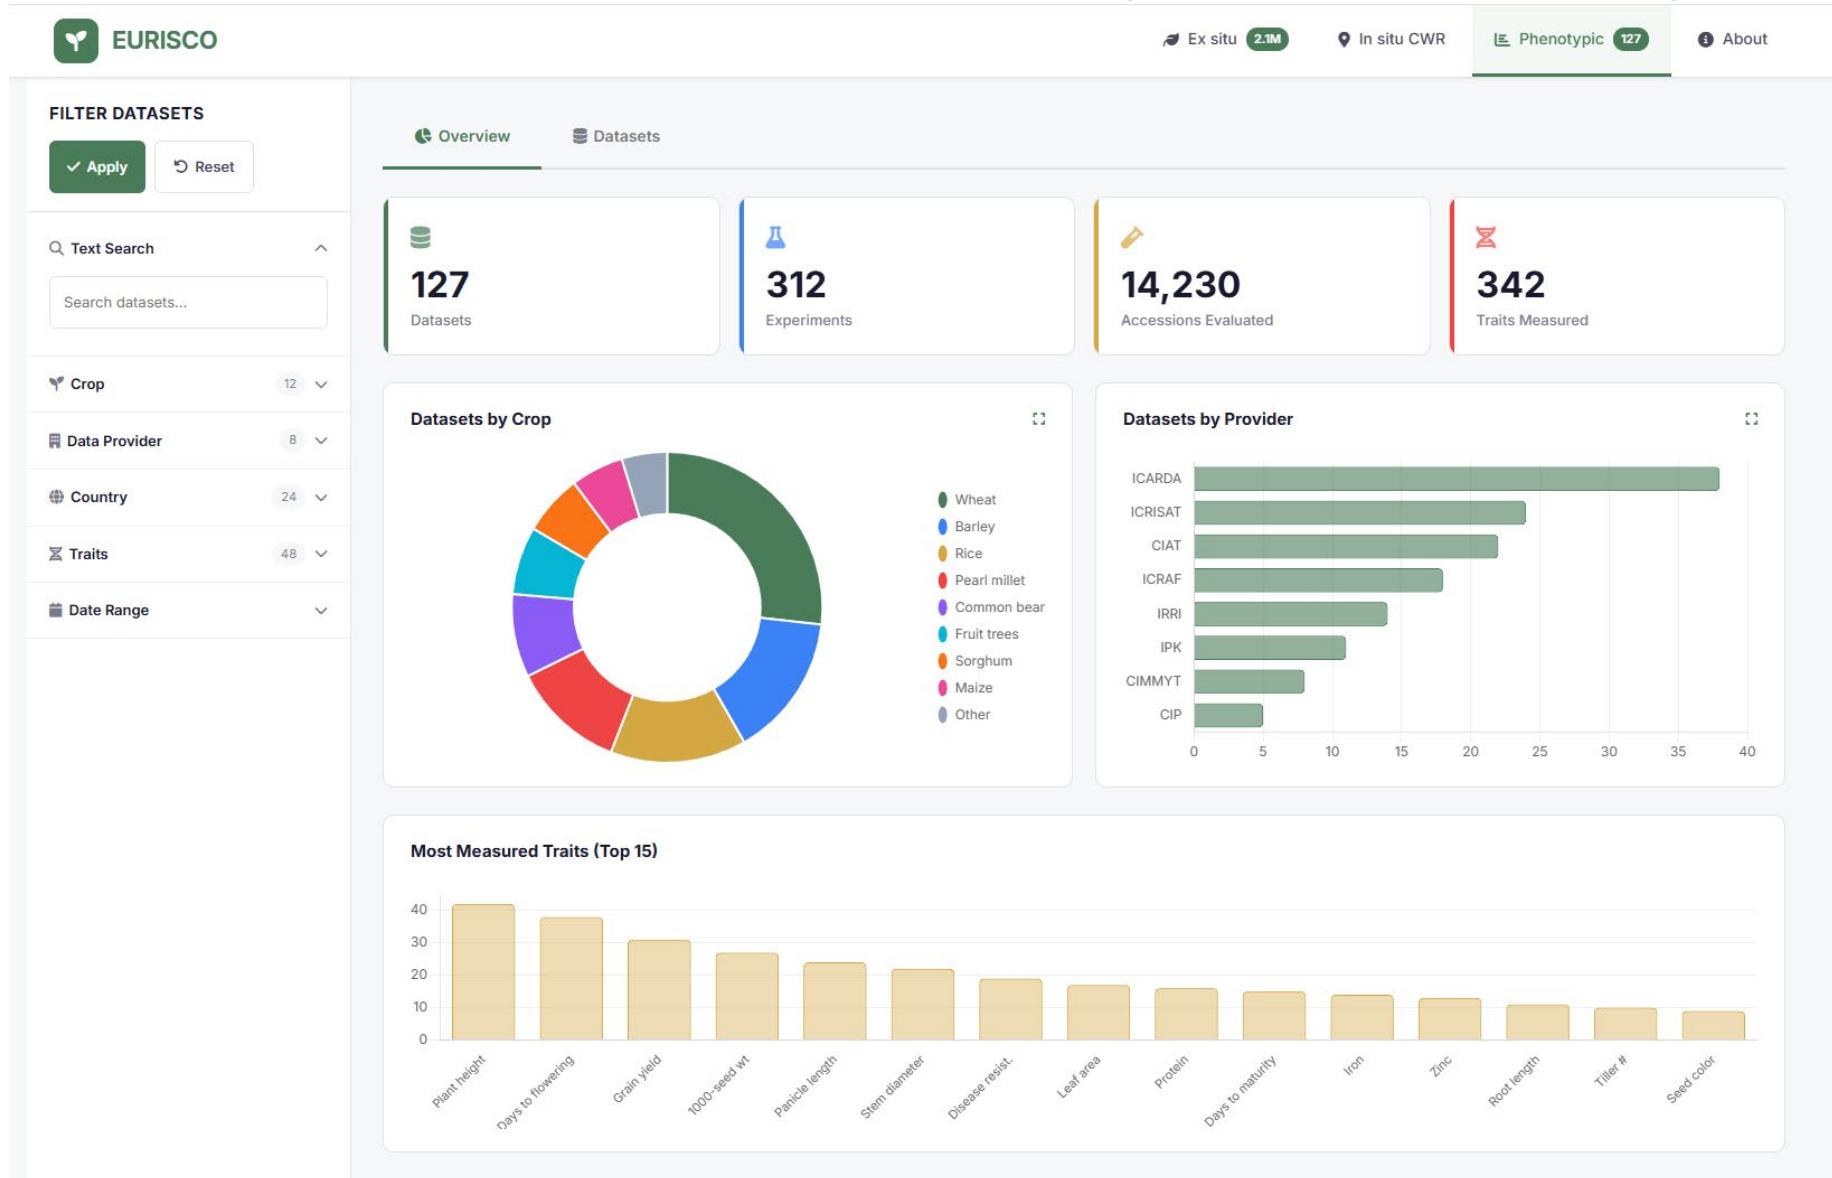 EURISCO
Ex situ 2.1M
In situ CWR
Phenotypic 127
About
FILTER DATASETS
Apply
Reset
Text Search
Search datasets...
Crop 12
Data Provider 8
Country 24
Traits 48
Date Range
Overview
Datasets
127
Datasets
312
Experiments
14,230
Accessions Evaluated
342
Traits Measured
Datasets by Crop
Wheat
Barley
Rice
Pearl millet
Common bear
Fruit trees
Sorghum
Maize
Other
Datasets by Provider
ICARDA
ICRISAT
CIAT
ICRAF
IRRI
IPK
CIMMYT
CIP
0 5 10 15 20 25 30 35 40
Most Measured Traits (Top 15)
40
30
20
10
0
Plant height
Days to flowering
Grain yield
1000-seed wt
Panicle length
Stem diameter
Disease resist.
Leaf area
Protein
Days to maturity
Iron
Zinc
Root length
Tiller #
Seed color